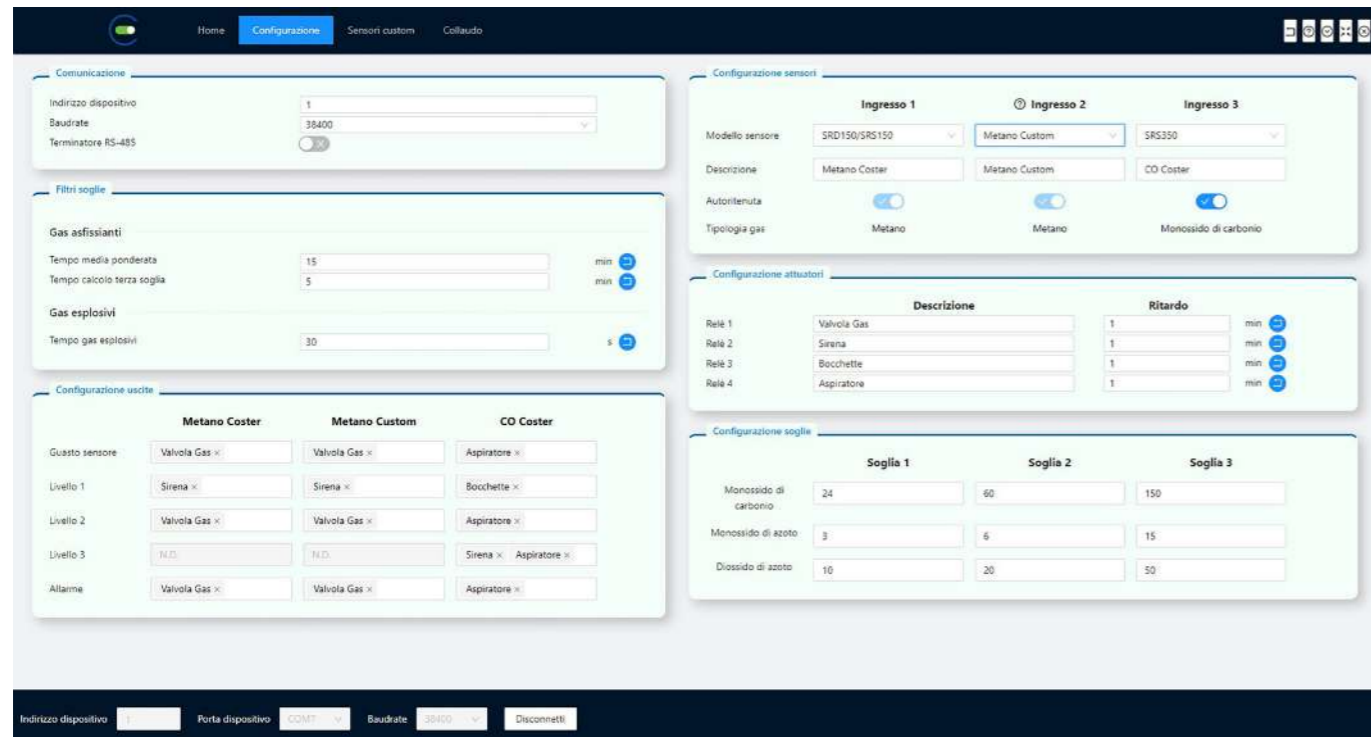 Home Configurazione Sensori custom Collaudo
Comunicazione
Indirizzo dispositivo 1
Baudrate 38400
Terminatore RS-485
Filtri soglie
Gas asfissianti
Tempo media ponderata 15 min
Tempo calcolo terza soglia 5 min
Gas esplosivi
Tempo gas esplosivi 30 s
Configurazione uscite
Metano Coster Metano Custom CO Coster
Guasto sensore Valvola Gas × Valvola Gas × Aspiratore ×
Livello 1 Sirena × Sirena × Bocchette ×
Livello 2 Valvola Gas × Valvola Gas × Aspiratore ×
Livello 3 N.D. N.D. Sirena × Aspiratore ×
Allarme Valvola Gas × Valvola Gas × Aspiratore ×
Configurazione sensori
Ingresso 1 Ingresso 2 Ingresso 3
Modello sensore SRD150/SRS150 Metano Custom SRS350
Descrizione Metano Coster Metano Custom CO Coster
Autoritenuta
Tipologia gas Metano Metano Monossido di carbonio
Configurazione attuatori
Descrizione Ritardo
Relè 1 Valvola Gas 1 min
Relè 2 Sirena 1 min
Relè 3 Bocchette 1 min
Relè 4 Aspiratore 1 min
Configurazione soglie
Soglia 1 Soglia 2 Soglia 3
Monossido di
carbonio 24 60 150
Monossido di azoto 3 6 15
Diossido di azoto 10 20 50
Indirizzo dispositivo 1 Porta dispositivo COM7 Baudrate 38400 Disconnetti